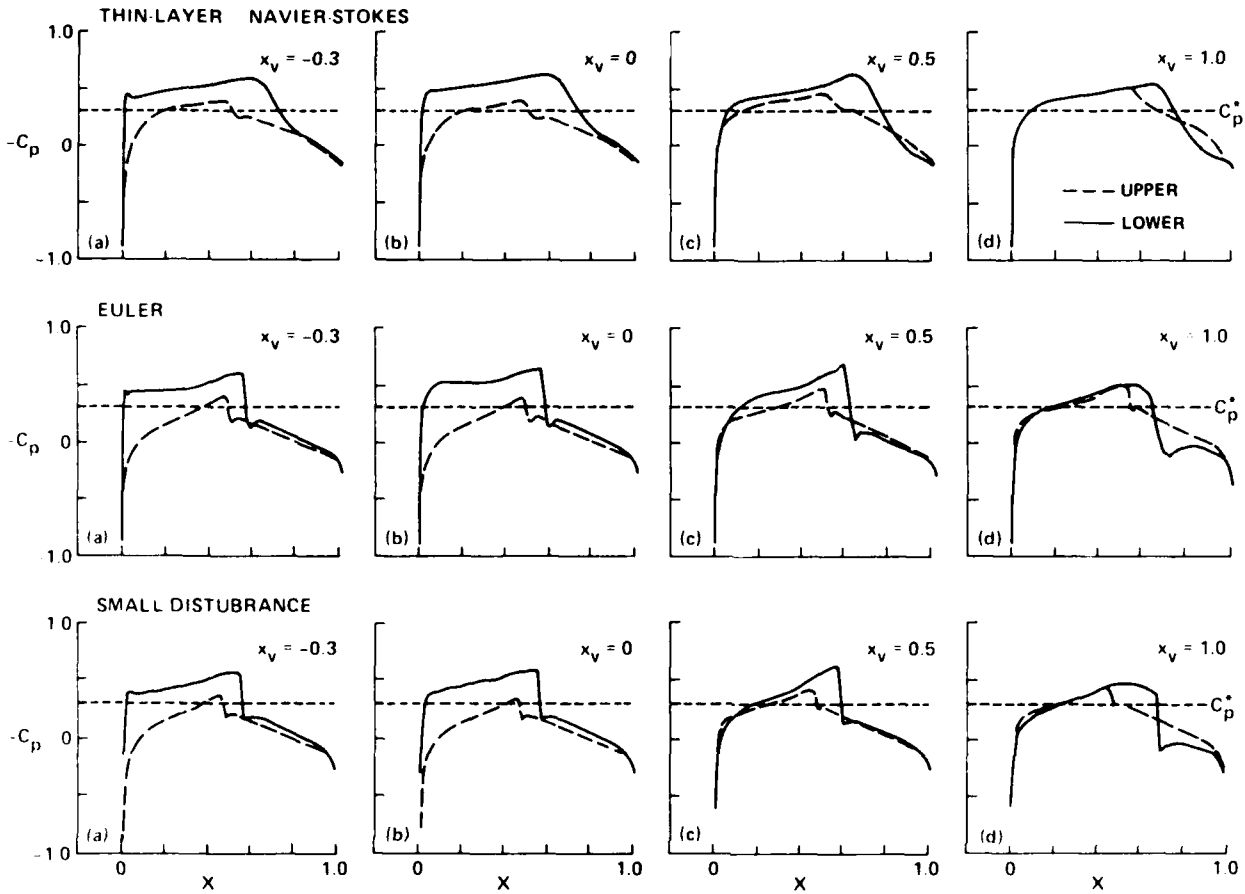 THIN-LAYER NAVIER-STOKES
1.0
x_v = -0.3
x_v = 0
x_v = 0.5
x_v = 1.0
C_p*
-C_p
0
-- UPPER
— LOWER
(a)
(b)
(c)
(d)
-1.0
EULER
1.0
x_v = -0.3
x_v = 0
x_v = 0.5
x_v = 1.0
C_p*
-C_p
0
-1.0
(a)
(b)
(c)
(d)
SMALL DISTUBRANCE
1.0
x_v = -0.3
x_v = 0
x_v = 0.5
x_v = 1.0
C_p*
-C_p
0
(a)
(b)
(c)
(d)
-1.0
0 X 1.0
0 X 1.0
0 X 1.0
0 X 1.0